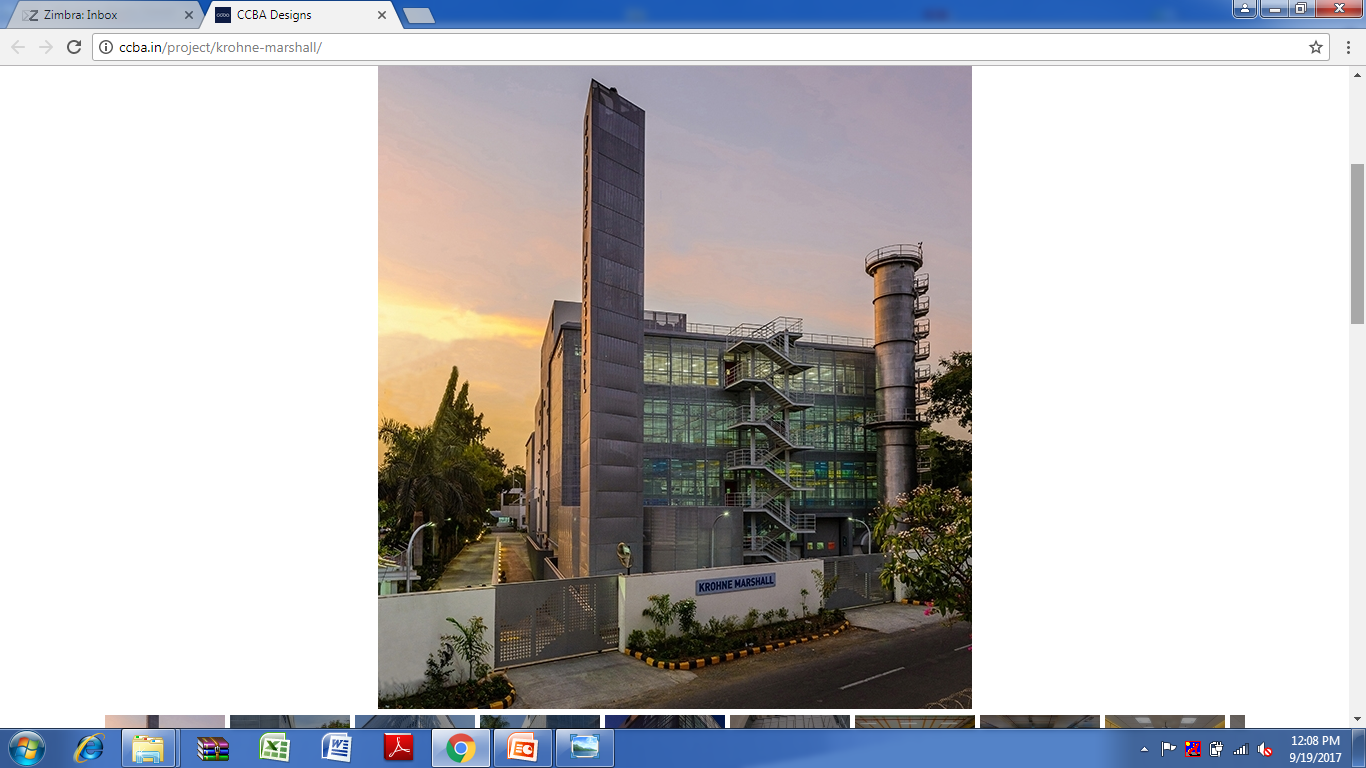 Zimbra: Inbox
CCBA Designs
ccba.in/project/krohne-marshall/
KROHNE MARSHALL
12:08 PM
9/19/2017